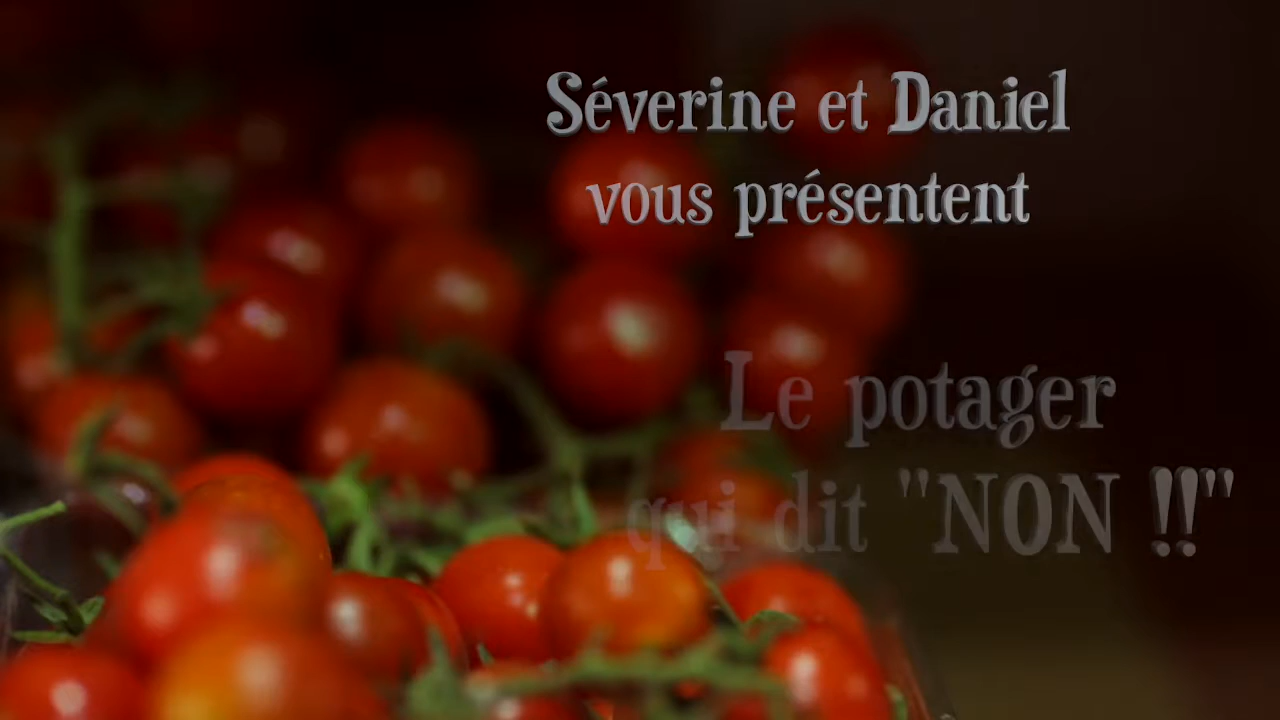 Séverine et Daniel
vous présentent
Le potager
qui dit "NON !!"